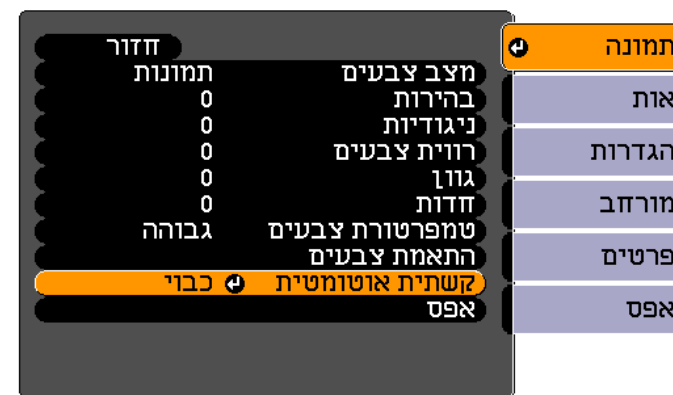 תמונה
אות
הגדרות
מורחב
פרטים
אפס
חזור
מצב צבעים תמונות
בהירות 0
ניגודיות 0
רווית צבעים 0
גוון 0
חדות 0
טמפרטורת צבעים גבוהה
התאמת צבעים
קשתית אוטומטית כבוי
אפס